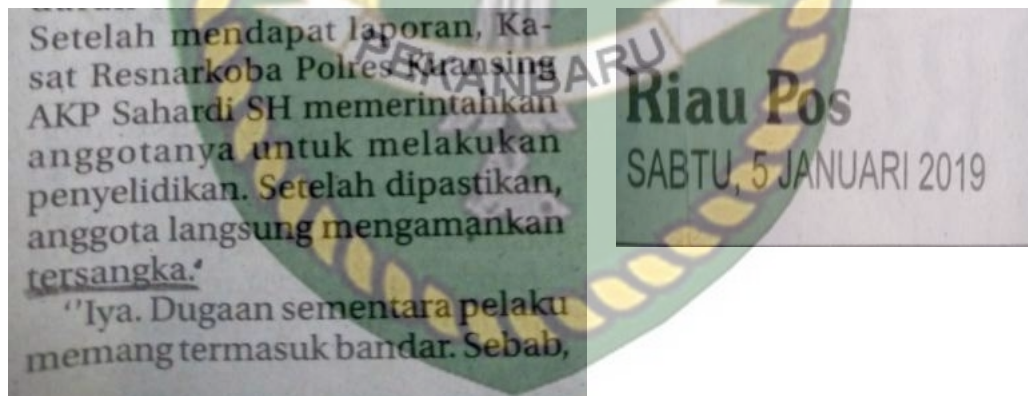 Setelah mendapat laporan, Ka-
sat Resnarkoba Polres Kuansing
AKP Sahardi SH memerintahkan
anggotanya untuk melakukan
penyelidikan. Setelah dipastikan,
anggota langsung mengamankan
tersangka.
‘’Iya. Dugaan sementara pelaku
memang termasuk bandar. Sebab,
PEKANBARU
Riau Pos
SABTU, 5 JANUARI 2019